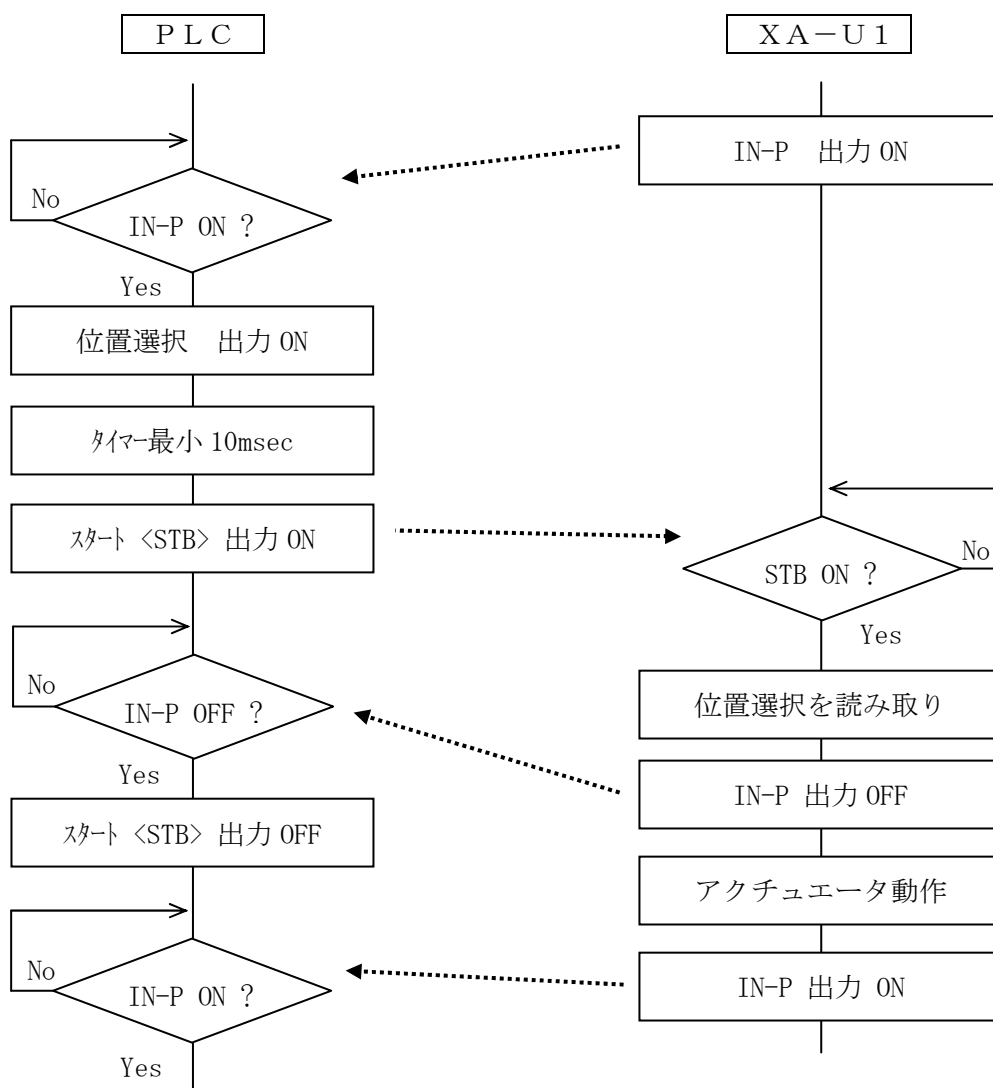 ＰＬＣ
IN-P ON ?
No
Yes
位置選択　出力 ON
ﾀｲﾏｰ最小 10msec
ｽﾀｰﾄ <STB> 出力 ON
IN-P OFF ?
No
Yes
ｽﾀｰﾄ <STB> 出力 OFF
IN-P ON ?
No
Yes
ＸＡ－Ｕ１
IN-P　出力 ON
STB ON ?
No
Yes
位置選択を読み取り
IN-P 出力 OFF
アクチュエータ動作
IN-P 出力 ON